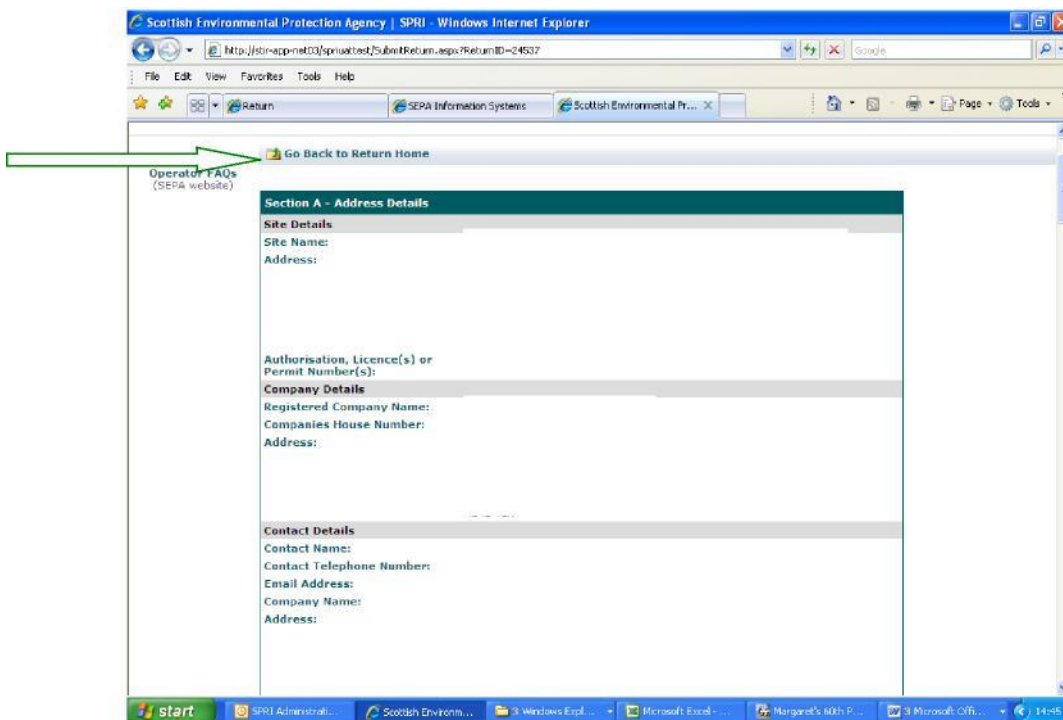 Scottish Environmental Protection Agency | SPRI - Windows Internet Explorer
http://stir-app-net03/spriuattest/SubmitReturn.aspx?ReturnID=24537
Google
File Edit View Favorites Tools Help
Return
SEPA Information Systems
Scottish Environmental Pr...
Page
Tools
Go Back to Return Home
Operator FAQs
(SEPA website)
Section A - Address Details
Site Details
Site Name:
Address:
Authorisation, Licence(s) or
Permit Number(s):
Company Details
Registered Company Name:
Companies House Number:
Address:
Contact Details
Contact Name:
Contact Telephone Number:
Email Address:
Company Name:
Address:
start
SPRI Administrati...
Scottish Environm...
3 Windows Expl...
Microsoft Excel - ...
Margaret's 60th P...
3 Microsoft Offi...